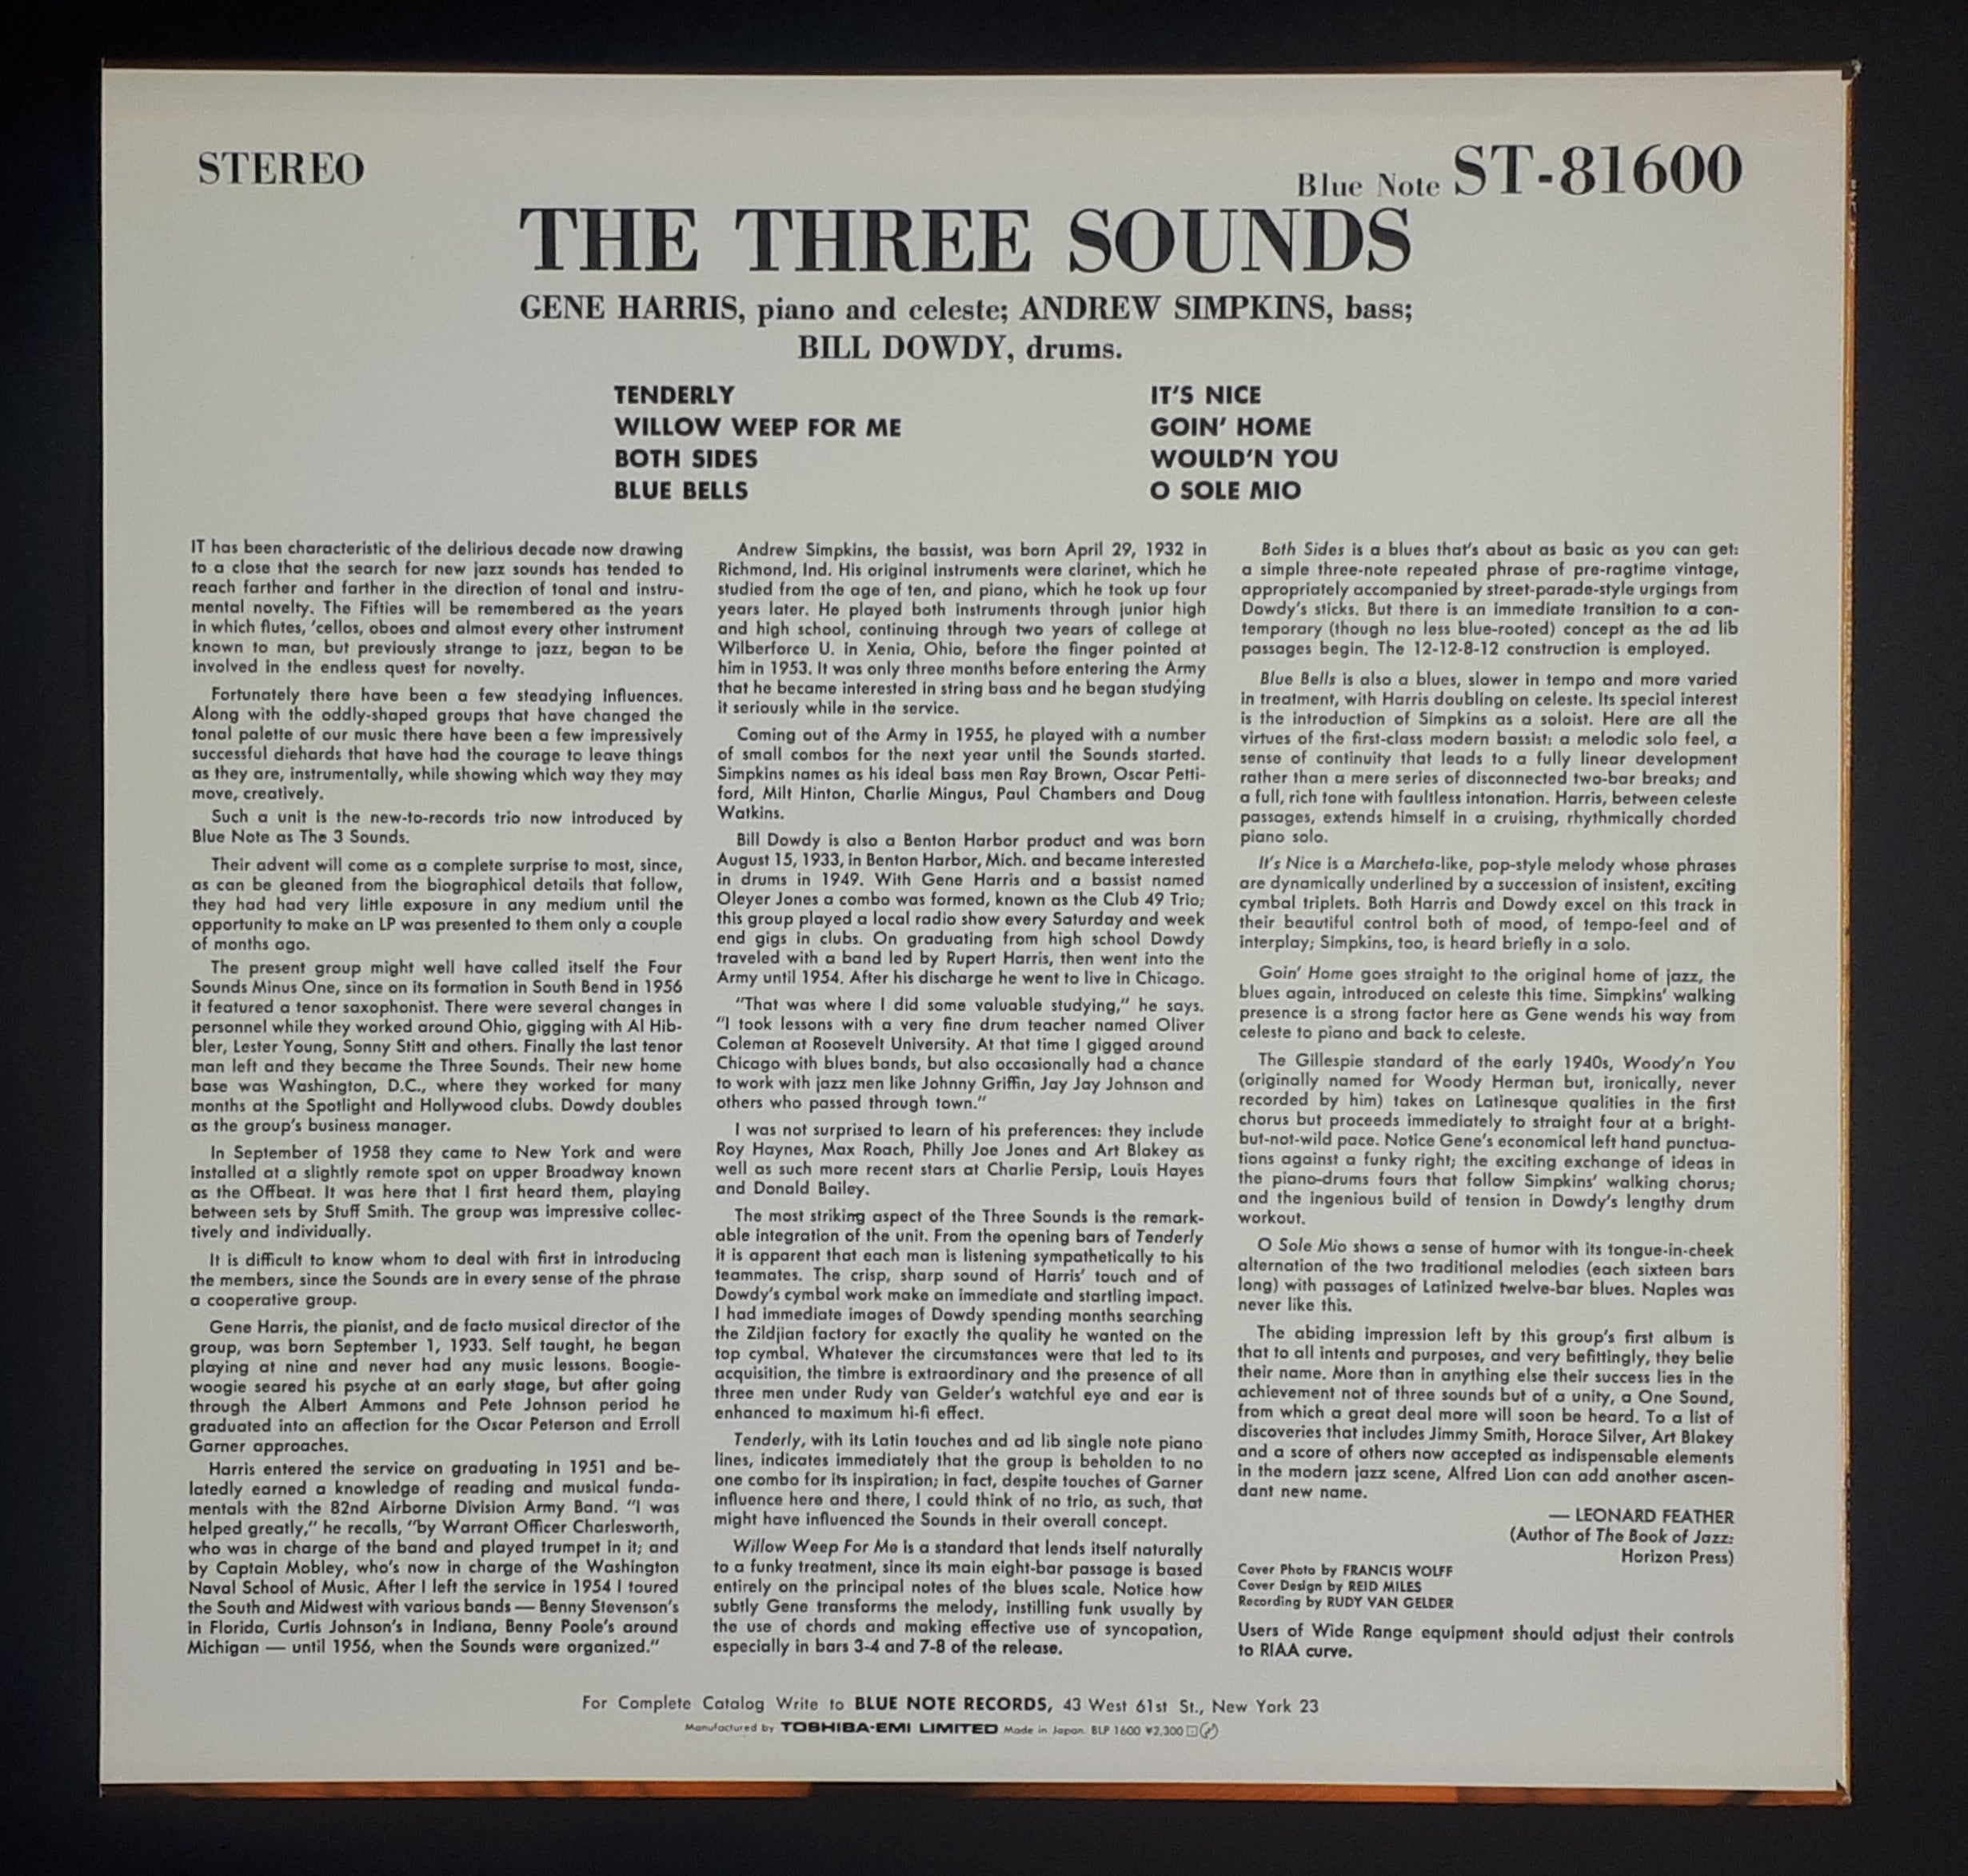 STEREO
Blue Note ST-81600
THE THREE SOUNDS
GENE HARRIS, piano and celeste; ANDREW SIMPKINS, bass;
BILL DOWDY, drums.
TENDERLY
WILLOW WEEP FOR ME
BOTH SIDES
BLUE BELLS
IT'S NICE
GOIN' HOME
WOULD'N YOU
O SOLE MIO
IT has been characteristic of the delirious decade now drawing
to a close that the search for new jazz sounds has tended to
reach farther and farther in the direction of tonal and instru-
mental novelty. The Fifties will be remembered as the years
in which flutes, 'cellos, oboes and almost every other instrument
known to man, but previously strange to jazz, began to be
involved in the endless quest for novelty.
Fortunately there have been a few steadying influences.
Along with the oddly-shaped groups that have changed the
tonal palette of our music there have been a few impressively
successful diehards that have had the courage to leave things
as they are, instrumentally, while showing which way they may
move, creatively.
Such a unit is the new-to-records trio now introduced by
Blue Note as The 3 Sounds.
Their advent will come as a complete surprise to most, since,
as can be gleaned from the biographical details that follow,
they had had very little exposure in any medium until the
opportunity to make an LP was presented to them only a couple
of months ago.
The present group might well have called itself the Four
Sounds Minus One, since on its formation in South Bend in 1956
it featured a tenor saxophonist. There were several changes in
personnel while they worked around Ohio, gigging with Al Hib-
bler, Lester Young, Sonny Stitt and others. Finally the last tenor
man left and they became the Three Sounds. Their new home
base was Washington, D.C., where they worked for many
months at the Spotlight and Hollywood clubs. Dowdy doubles
as the group's business manager.
In September of 1958 they came to New York and were
installed at a slightly remote spot on upper Broadway known
as the Offbeat. It was here that I first heard them, playing
between sets by Stuff Smith. The group was impressive collec-
tively and individually.
It is difficult to know whom to deal with first in introducing
the members, since the Sounds are in every sense of the phrase
a cooperative group.
Gene Harris, the pianist, and de facto musical director of the
group, was born September 1, 1933. Self taught, he began
playing at nine and never had any music lessons. Boogie-
woogie seared his psyche at an early stage, but after going
through the Albert Ammons and Pete Johnson period he
graduated into an affection for the Oscar Peterson and Erroll
Garner approaches.
Harris entered the service on graduating in 1951 and be-
latedly earned a knowledge of reading and musical funda-
mentals with the 82nd Airborne Division Army Band. "I was
helped greatly," he recalls, "by Warrant Officer Charlesworth,
who was in charge of the band and played trumpet in it; and
by Captain Mobley, who's now in charge of the Washington
Naval School of Music. After I left the service in 1954 I toured
the South and Midwest with various bands — Benny Stevenson's
in Florida, Curtis Johnson's in Indiana, Benny Poole's around
Michigan — until 1956, when the Sounds were organized."
Andrew Simpkins, the bassist, was born April 29, 1932 in
Richmond, Ind. His original instruments were clarinet, which he
studied from the age of ten, and piano, which he took up four
years later. He played both instruments through junior high
and high school, continuing through two years of college at
Wilberforce U. in Xenia, Ohio, before the finger pointed at
him in 1953. It was only three months before entering the Army
that he became interested in string bass and he began studying
it seriously while in the service.
Coming out of the Army in 1955, he played with a number
of small combos for the next year until the Sounds started.
Simpkins names as his ideal bass men Ray Brown, Oscar Petti-
ford, Milt Hinton, Charlie Mingus, Paul Chambers and Doug
Watkins.
Bill Dowdy is also a Benton Harbor product and was born
August 15, 1933, in Benton Harbor, Mich. and became interested
in drums in 1949. With Gene Harris and a bassist named
Oleyer Jones a combo was formed, known as the Club 49 Trio;
this group played a local radio show every Saturday and week
end gigs in clubs. On graduating from high school Dowdy
traveled with a band led by Rupert Harris, then went into the
Army until 1954. After his discharge he went to live in Chicago.
"That was where I did some valuable studying," he says.
"I took lessons with a very fine drum teacher named Oliver
Coleman at Roosevelt University. At that time I gigged around
Chicago with blues bands, but also occasionally had a chance
to work with jazz men like Johnny Griffin, Jay Jay Johnson and
others who passed through town."
I was not surprised to learn of his preferences: they include
Roy Haynes, Max Roach, Philly Joe Jones and Art Blakey as
well as such more recent stars at Charlie Persip, Louis Hayes
and Donald Bailey.
The most striking aspect of the Three Sounds is the remark-
able integration of the unit. From the opening bars of Tenderly
it is apparent that each man is listening sympathetically to his
teammates. The crisp, sharp sound of Harris' touch and of
Dowdy's cymbal work make an immediate and startling impact.
I had immediate images of Dowdy spending months searching
the Zildjian factory for exactly the quality he wanted on the
top cymbal. Whatever the circumstances were that led to its
acquisition, the timbre is extraordinary and the presence of all
three men under Rudy van Gelder's watchful eye and ear is
enhanced to maximum hi-fi effect.
Tenderly, with its Latin touches and ad lib single note piano
lines, indicates immediately that the group is beholden to no
one combo for its inspiration; in fact, despite touches of Garner
influence here and there, I could think of no trio, as such, that
might have influenced the Sounds in their overall concept.
Willow Weep For Me is a standard that lends itself naturally
to a funky treatment, since its main eight-bar passage is based
entirely on the principal notes of the blues scale. Notice how
subtly Gene transforms the melody, instilling funk usually by
the use of chords and making effective use of syncopation,
especially in bars 3-4 and 7-8 of the release.
Both Sides is a blues that's about as basic as you can get:
a simple three-note repeated phrase of pre-ragtime vintage,
appropriately accompanied by street-parade-style urgings from
Dowdy's sticks. But there is an immediate transition to a con-
temporary (though no less blue-rooted) concept as the ad lib
passages begin. The 12-12-8-12 construction is employed.
Blue Bells is also a blues, slower in tempo and more varied
in treatment, with Harris doubling on celeste. Its special interest
is the introduction of Simpkins as a soloist. Here are all the
virtues of the first-class modern bassist: a melodic solo feel, a
sense of continuity that leads to a fully linear development
rather than a mere series of disconnected two-bar breaks; and
a full, rich tone with faultless intonation. Harris, between celeste
passages, extends himself in a cruising, rhythmically chorded
piano solo.
It's Nice is a Marcheta-like, pop-style melody whose phrases
are dynamically underlined by a succession of insistent, exciting
cymbal triplets. Both Harris and Dowdy excel on this track in
their beautiful control both of mood, of tempo-feel and of
interplay; Simpkins, too, is heard briefly in a solo.
Goin' Home goes straight to the original home of jazz, the
blues again, introduced on celeste this time. Simpkins' walking
presence is a strong factor here as Gene wends his way from
celeste to piano and back to celeste.
The Gillespie standard of the early 1940s, Woody'n You
(originally named for Woody Herman but, ironically, never
recorded by him) takes on Latinesque qualities in the first
chorus but proceeds immediately to straight four at a bright-
but-not-wild pace. Notice Gene's economical left hand punctua-
tions against a funky right; the exciting exchange of ideas in
the piano-drums fours that follow Simpkins' walking chorus;
and the ingenious build of tension in Dowdy's lengthy drum
workout.
O Sole Mio shows a sense of humor with its tongue-in-cheek
alternation of the two traditional melodies (each sixteen bars
long) with passages of Latinized twelve-bar blues. Naples was
never like this.
The abiding impression left by this group's first album is
that to all intents and purposes, and very befittingly, they belie
their name. More than in anything else their success lies in the
achievement not of three sounds but of a unity, a One Sound,
from which a great deal more will soon be heard. To a list of
discoveries that includes Jimmy Smith, Horace Silver, Art Blakey
and a score of others now accepted as indispensable elements
in the modern jazz scene, Alfred Lion can add another ascen-
dant new name.
— LEONARD FEATHER
(Author of The Book of Jazz:
Horizon Press)
Cover Photo by FRANCIS WOLFF
Cover Design by REID MILES
Recording by RUDY VAN GELDER
Users of Wide Range equipment should adjust their controls
to RIAA curve.
For Complete Catalog Write to BLUE NOTE RECORDS, 43 West 61st St., New York 23
Manufactured by TOSHIBA-EMI LIMITED Made in Japan. BLP 1600 ¥2,300